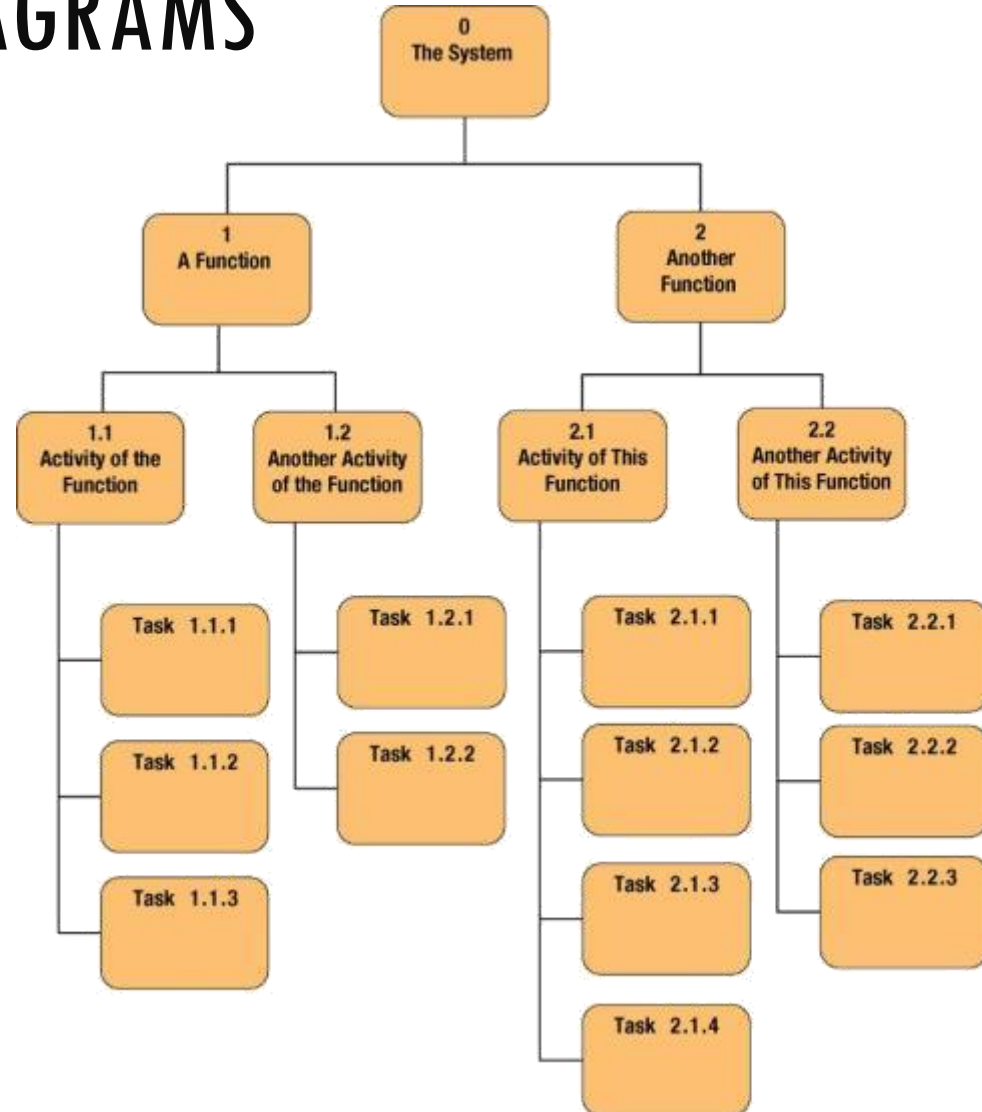 AGRAMS
0
The System
1
A Function
2
Another
Function
1.1
Activity of the
Function
1.2
Another Activity
of the Function
2.1
Activity of This
Function
2.2
Another Activity
of This Function
Task 1.1.1
Task 1.1.2
Task 1.1.3
Task 1.2.1
Task 1.2.2
Task 2.1.1
Task 2.1.2
Task 2.1.3
Task 2.1.4
Task 2.2.1
Task 2.2.2
Task 2.2.3